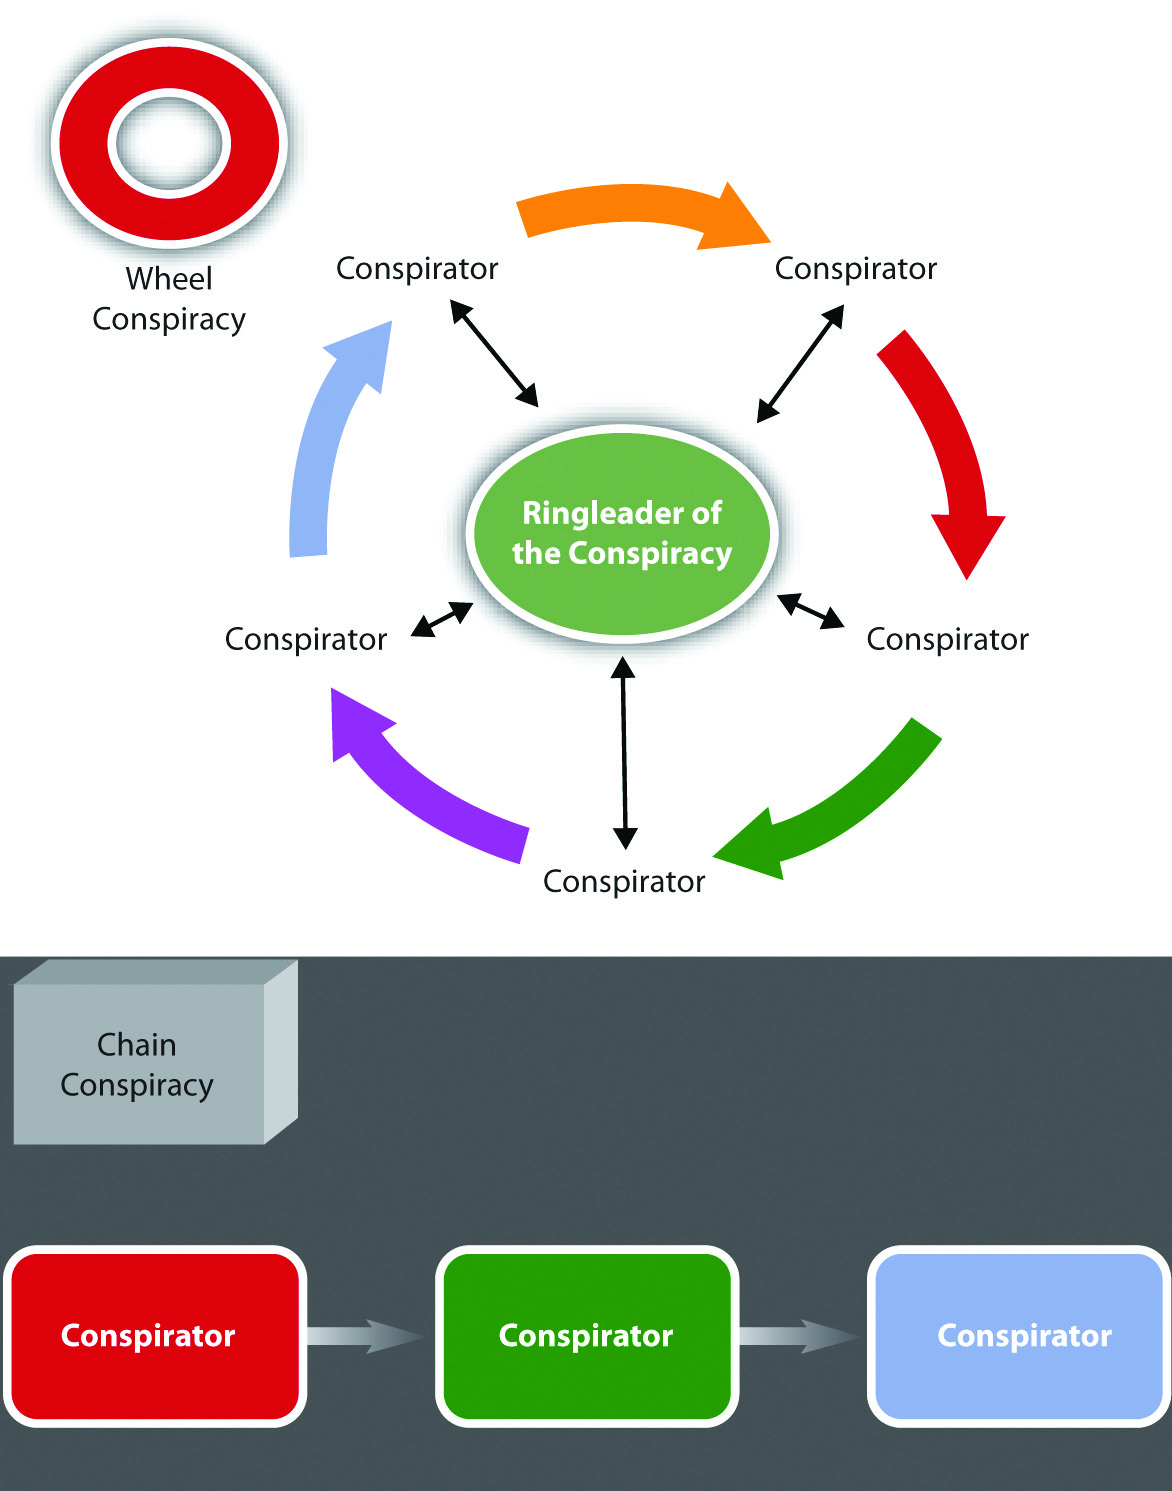 Wheel
Conspiracy
Conspirator
Conspirator
Ringleader of
the Conspiracy
Conspirator
Conspirator
Conspirator
Chain
Conspiracy
Conspirator
Conspirator
Conspirator